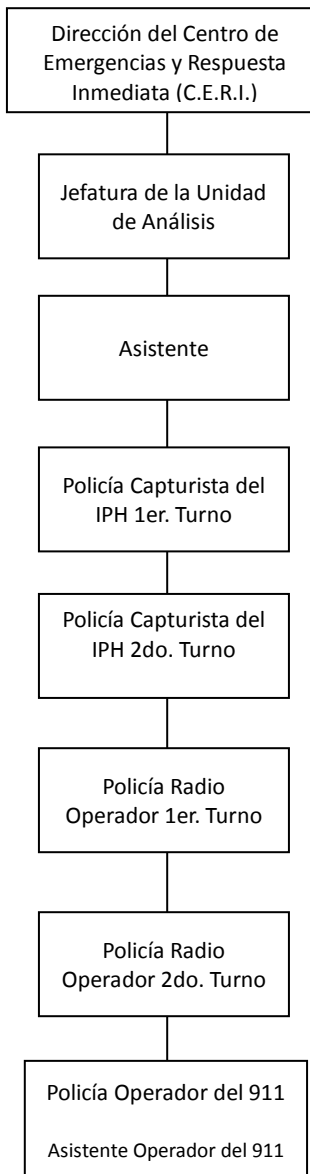 Dirección del Centro de
Emergencias y Respuesta
Inmediata (C.E.R.I.)
Jefatura de la Unidad
de Análisis
Asistente
Policía Capturista del
IPH 1er. Turno
Policía Capturista del
IPH 2do. Turno
Policía Radio
Operador 1er. Turno
Policía Radio
Operador 2do. Turno
Policía Operador del 911
Asistente Operador del 911